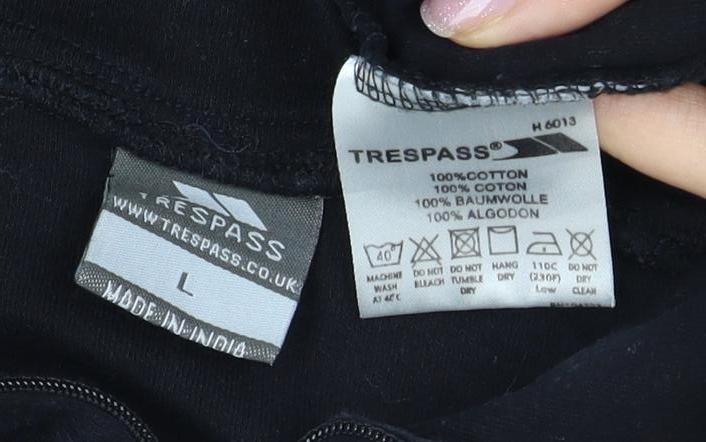 TRESPASS
WWW.TRESPASS.CO.UK
L
MADE IN INDIA
H 6013
TRESPASS®
100%COTTON
100% COTON
100% BAUMWOLLE
100% ALGODON
40°
MACHINE WASH AT 40°C
DO NOT BLEACH
DO NOT TUMBLE DRY
HANG DRY
110C (230F) Low
DO NOT DRY CLEAN